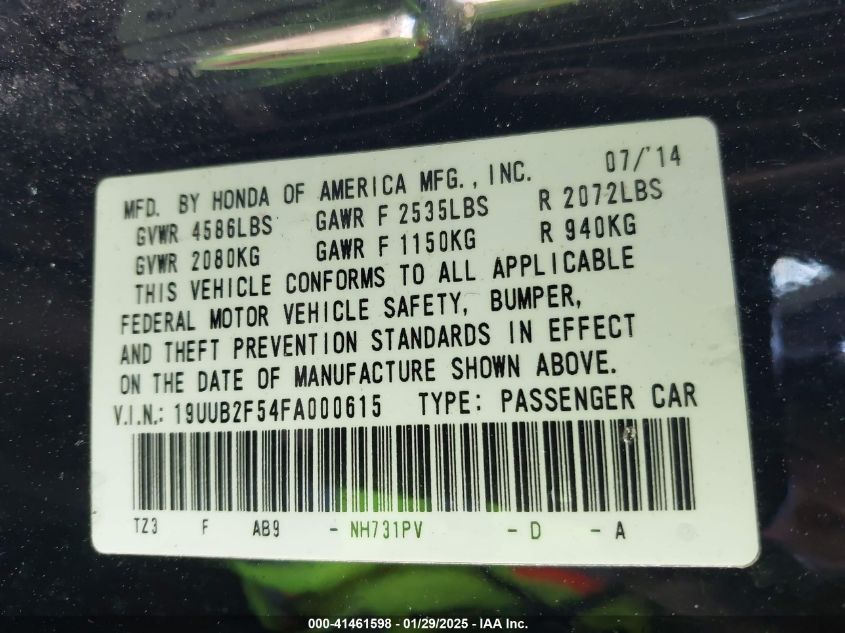 MFD. BY HONDA OF AMERICA MFG., INC. 07/'14
GVWR 4586LBS GAWR F 2535LBS R 2072LBS
GVWR 2080KG GAWR F 1150KG R 940KG
THIS VEHICLE CONFORMS TO ALL APPLICABLE
FEDERAL MOTOR VEHICLE SAFETY, BUMPER,
AND THEFT PREVENTION STANDARDS IN EFFECT
ON THE DATE OF MANUFACTURE SHOWN ABOVE.
V.I.N.: 19UUB2F54FA000615 TYPE: PASSENGER CAR
TZ3 F AB9 - NH731PV - D - A
000-41461598 - 01/29/2025 - IAA Inc.